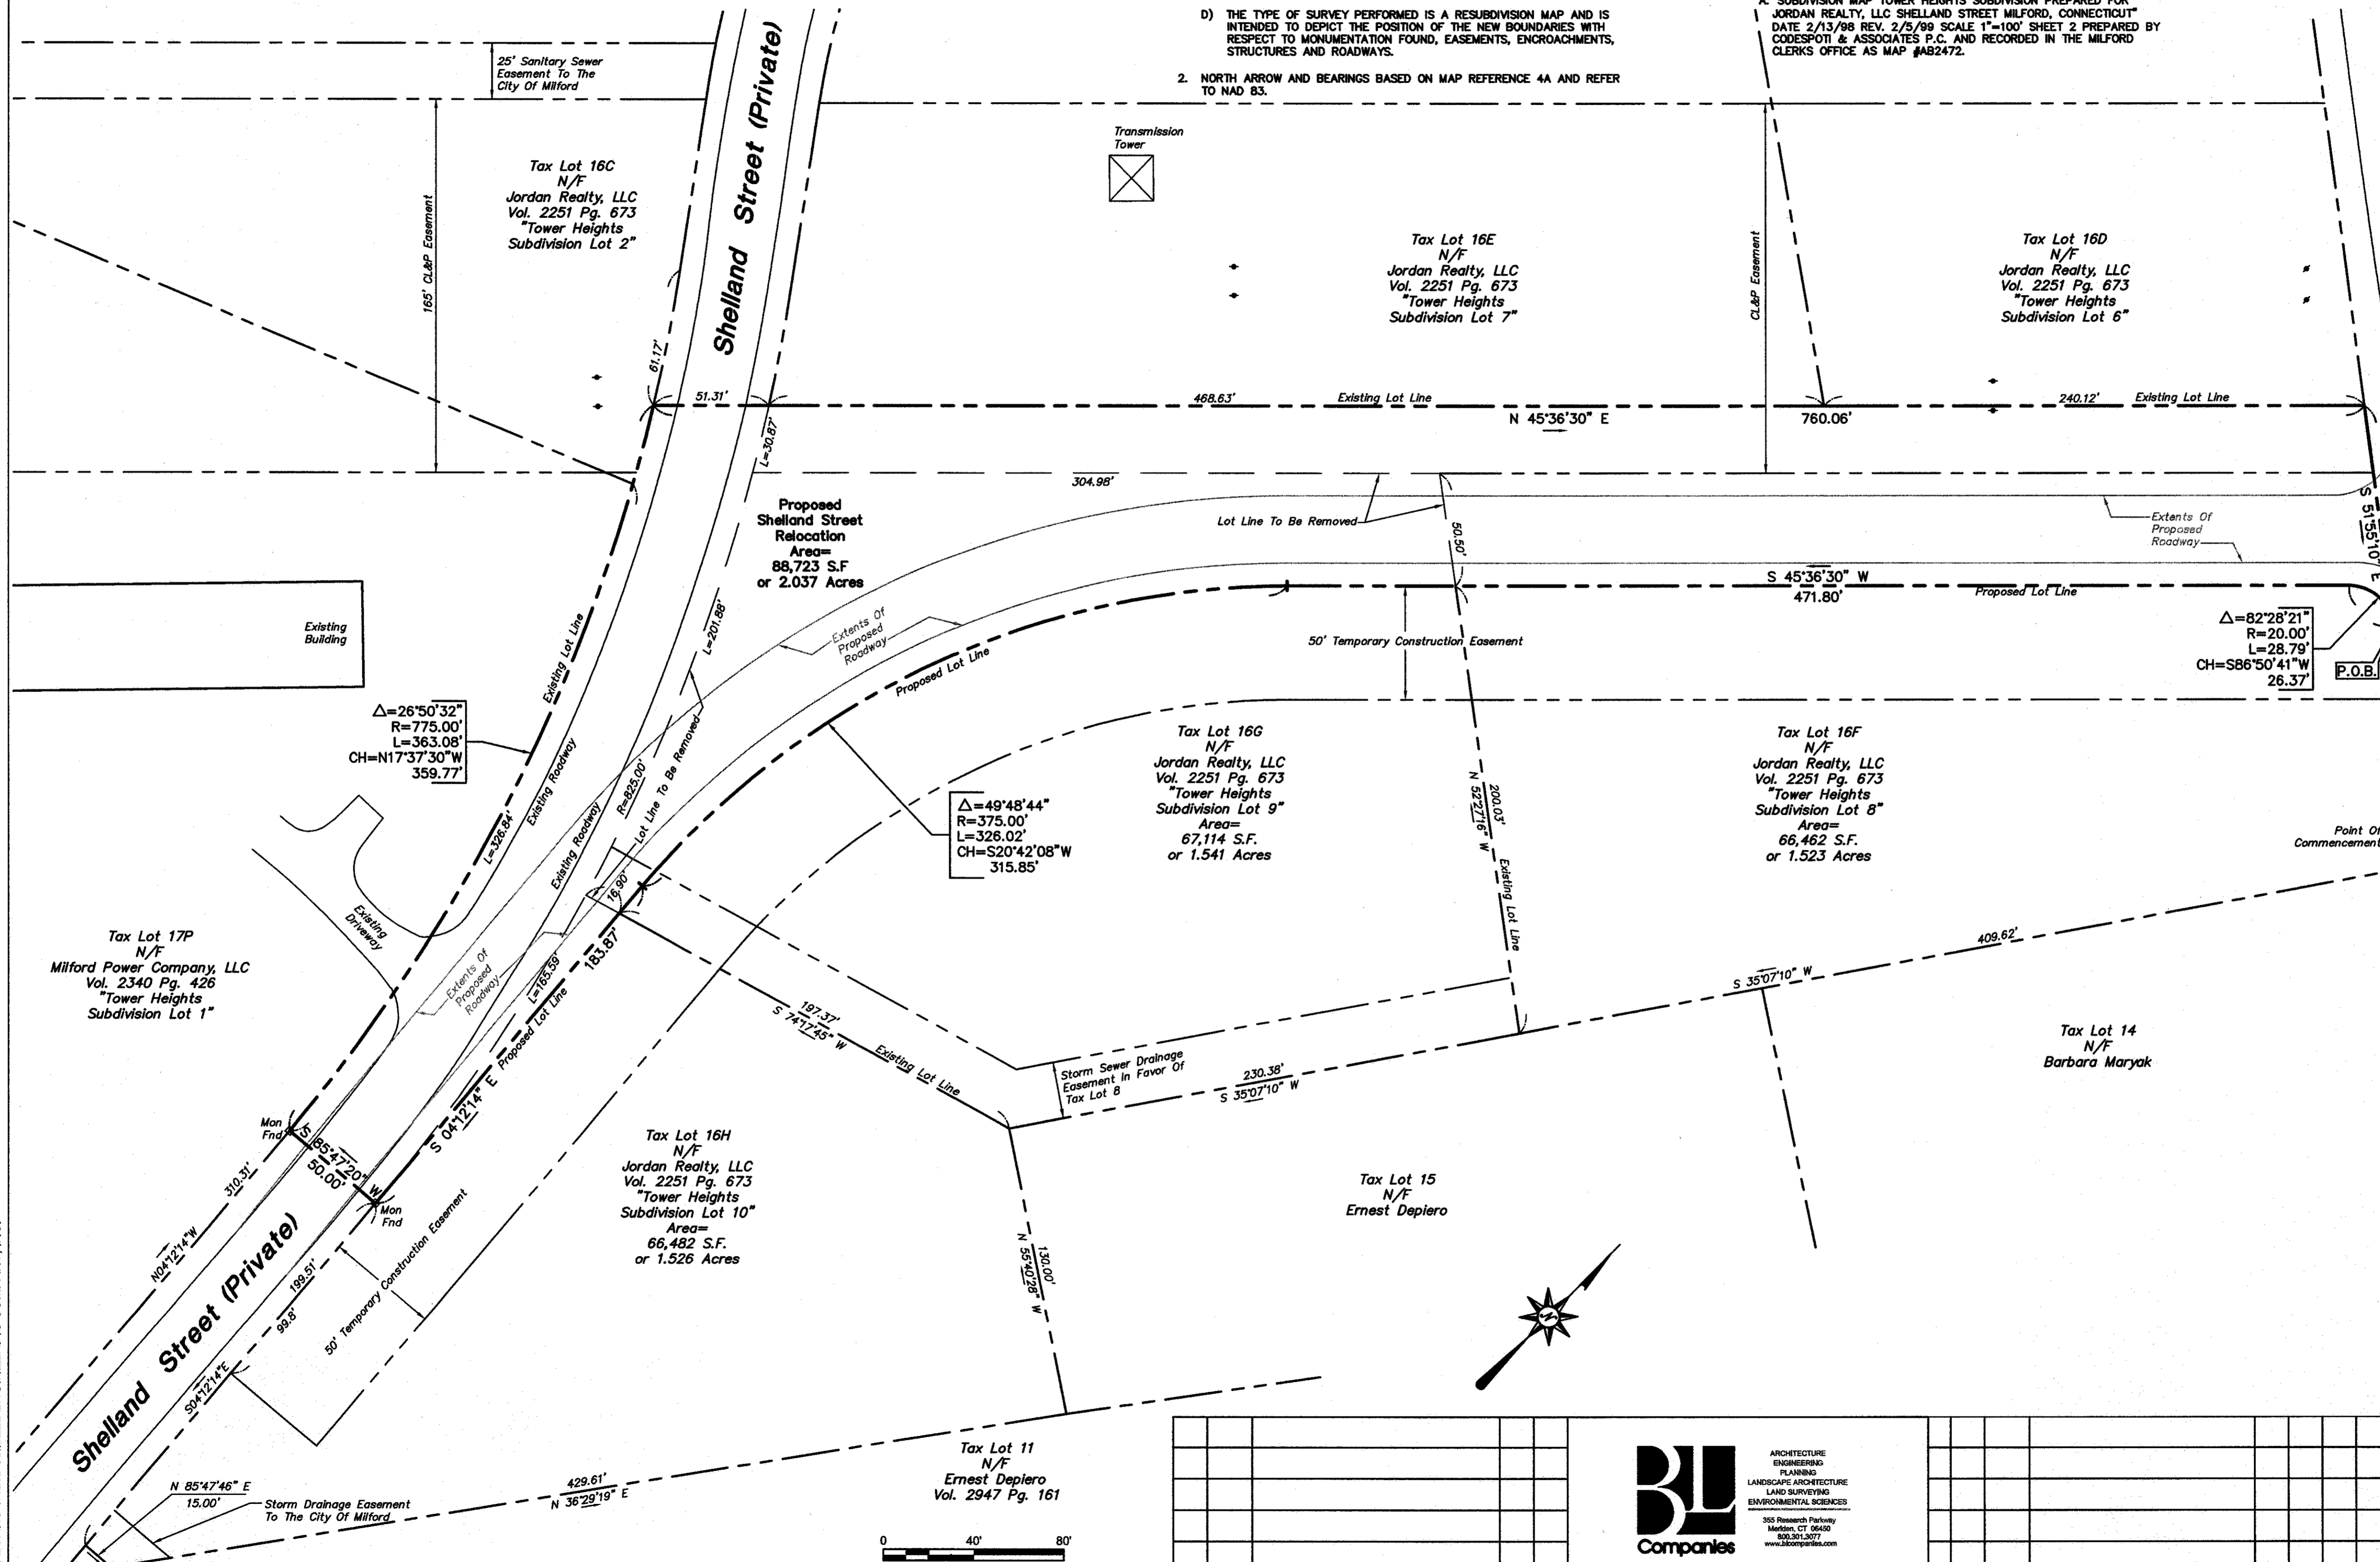 D) THE TYPE OF SURVEY PERFORMED IS A RESUBDIVISION MAP AND IS
INTENDED TO DEPICT THE POSITION OF THE NEW BOUNDARIES WITH
RESPECT TO MONUMENTATION FOUND, EASEMENTS, ENCROACHMENTS,
STRUCTURES AND ROADWAYS.
2. NORTH ARROW AND BEARINGS BASED ON MAP REFERENCE 4A AND REFER
TO NAD 83.
A. SUBDIVISION MAP TOWER HEIGHTS SUBDIVISION PREPARED FOR
JORDAN REALTY, LLC SHELLAND STREET MILFORD, CONNECTICUT"
DATE 2/13/98 REV. 2/5/99 SCALE 1"=100' SHEET 2 PREPARED BY
CODESPOTI & ASSOCIATES P.C. AND RECORDED IN THE MILFORD
CLERKS OFFICE AS MAP #AB2472.
25' Sanitary Sewer
Easement To The
City Of Milford
Shelland Street (Private)
Transmission
Tower
Tax Lot 16C
N/F
Jordan Realty, LLC
Vol. 2251 Pg. 673
"Tower Heights
Subdivision Lot 2"
165' CL&P Easement
Tax Lot 16E
N/F
Jordan Realty, LLC
Vol. 2251 Pg. 673
"Tower Heights
Subdivision Lot 7"
CL&P Easement
Tax Lot 16D
N/F
Jordan Realty, LLC
Vol. 2251 Pg. 673
"Tower Heights
Subdivision Lot 6"
61.17'
51.31'
468.63'
Existing Lot Line
N 45°36'30" E
760.06'
240.12'
Existing Lot Line
L=30.87'
304.98'
Lot Line To Be Removed
50.50'
Extents Of
Proposed
Roadway
S 51°55'10" E
Proposed
Shelland Street
Relocation
Area=
88,723 S.F
or 2.037 Acres
S 45°36'30" W
471.80'
Proposed Lot Line
Existing
Building
Existing Lot Line
L=201.88'
Extents Of
Proposed
Roadway
Proposed Lot Line
50' Temporary Construction Easement
△=82°28'21"
R=20.00'
L=28.79'
CH=S86°50'41"W
26.37'
P.O.B.
△=26°50'32"
R=775.00'
L=363.08'
CH=N17°37'30"W
359.77'
Existing Roadway
L=326.84'
Existing Roadway
R=825.00'
Lot Line To Be Removed
16.90'
△=49°48'44"
R=375.00'
L=326.02'
CH=S20°42'08"W
315.85'
Tax Lot 16G
N/F
Jordan Realty, LLC
Vol. 2251 Pg. 673
"Tower Heights
Subdivision Lot 9"
Area=
67,114 S.F.
or 1.541 Acres
200.03'
N 52°27'16" W
Existing Lot Line
Tax Lot 16F
N/F
Jordan Realty, LLC
Vol. 2251 Pg. 673
"Tower Heights
Subdivision Lot 8"
Area=
66,462 S.F.
or 1.523 Acres
Point Of
Commencement
Existing
Driveway
Tax Lot 17P
N/F
Milford Power Company, LLC
Vol. 2340 Pg. 426
"Tower Heights
Subdivision Lot 1"
Extents Of
Proposed
Roadway
L=165.59'
183.87'
Proposed Lot Line
S 04°12'14" E
197.37'
S 74°17'45" W
Existing Lot Line
409.62'
S 35°07'10" W
Tax Lot 14
N/F
Barbara Maryak
Storm Sewer Drainage
Easement In Favor Of
Tax Lot 8
230.38'
S 35°07'10" W
Mon
Fnd
S 85°47'20" W
50.00'
Mon
Fnd
310.31'
N04°12'14"W
Tax Lot 16H
N/F
Jordan Realty, LLC
Vol. 2251 Pg. 673
"Tower Heights
Subdivision Lot 10"
Area=
66,482 S.F.
or 1.526 Acres
Tax Lot 15
N/F
Ernest Depiero
130.00'
N 55°40'28" W
Shelland Street (Private)
199.51'
99.8'
S04°12'14"E
50' Temporary Construction Easement
N
N 85°47'46" E
15.00'
Storm Drainage Easement
To The City Of Milford
429.61'
N 36°29'19" E
Tax Lot 11
N/F
Ernest Depiero
Vol. 2947 Pg. 161
0 40' 80'
BL
Companies
ARCHITECTURE
ENGINEERING
PLANNING
LANDSCAPE ARCHITECTURE
LAND SURVEYING
ENVIRONMENTAL SCIENCES
355 Research Parkway
Meriden, CT 06450
800.301.3077
www.blcompanies.com